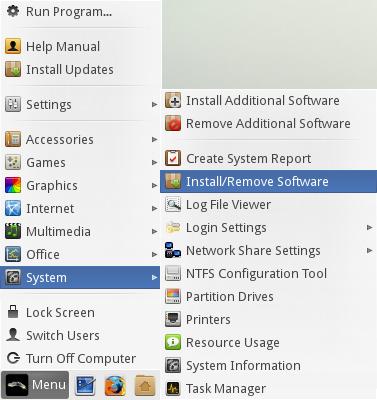 Run Program...
Help Manual
Install Updates
Settings
Accessories
Games
Graphics
Internet
Multimedia
Office
System
Lock Screen
Switch Users
Turn Off Computer
Menu
Install Additional Software
Remove Additional Software
Create System Report
Install/Remove Software
Log File Viewer
Login Settings
Network Share Settings
NTFS Configuration Tool
Partition Drives
Printers
Resource Usage
System Information
Task Manager